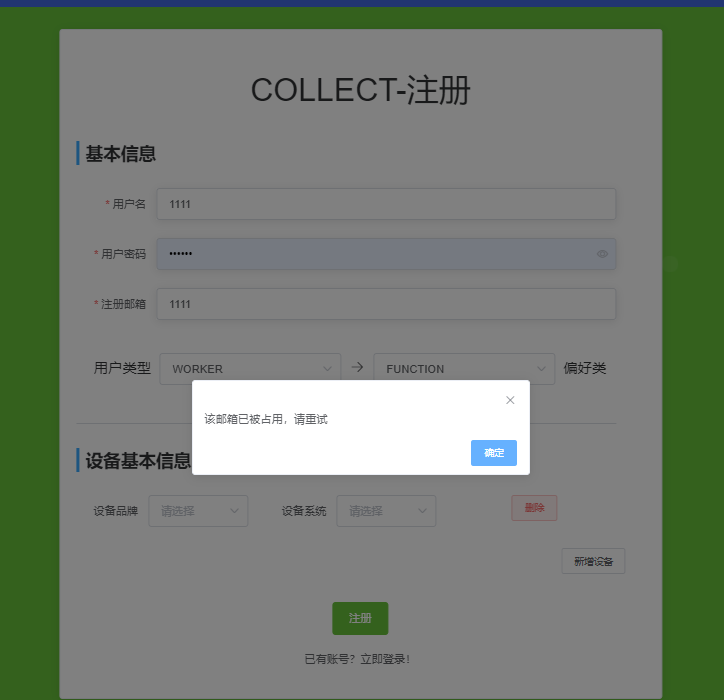 COLLECT-注册
基本信息
* 用户名 1111
* 用户密码 ••••••
* 注册邮箱 1111
用户类型 WORKER → FUNCTION 偏好类
该邮箱已被占用，请重试
确定
设备基本信息
设备品牌 请选择 设备系统 请选择 删除
新增设备
注册
已有账号？立即登录！